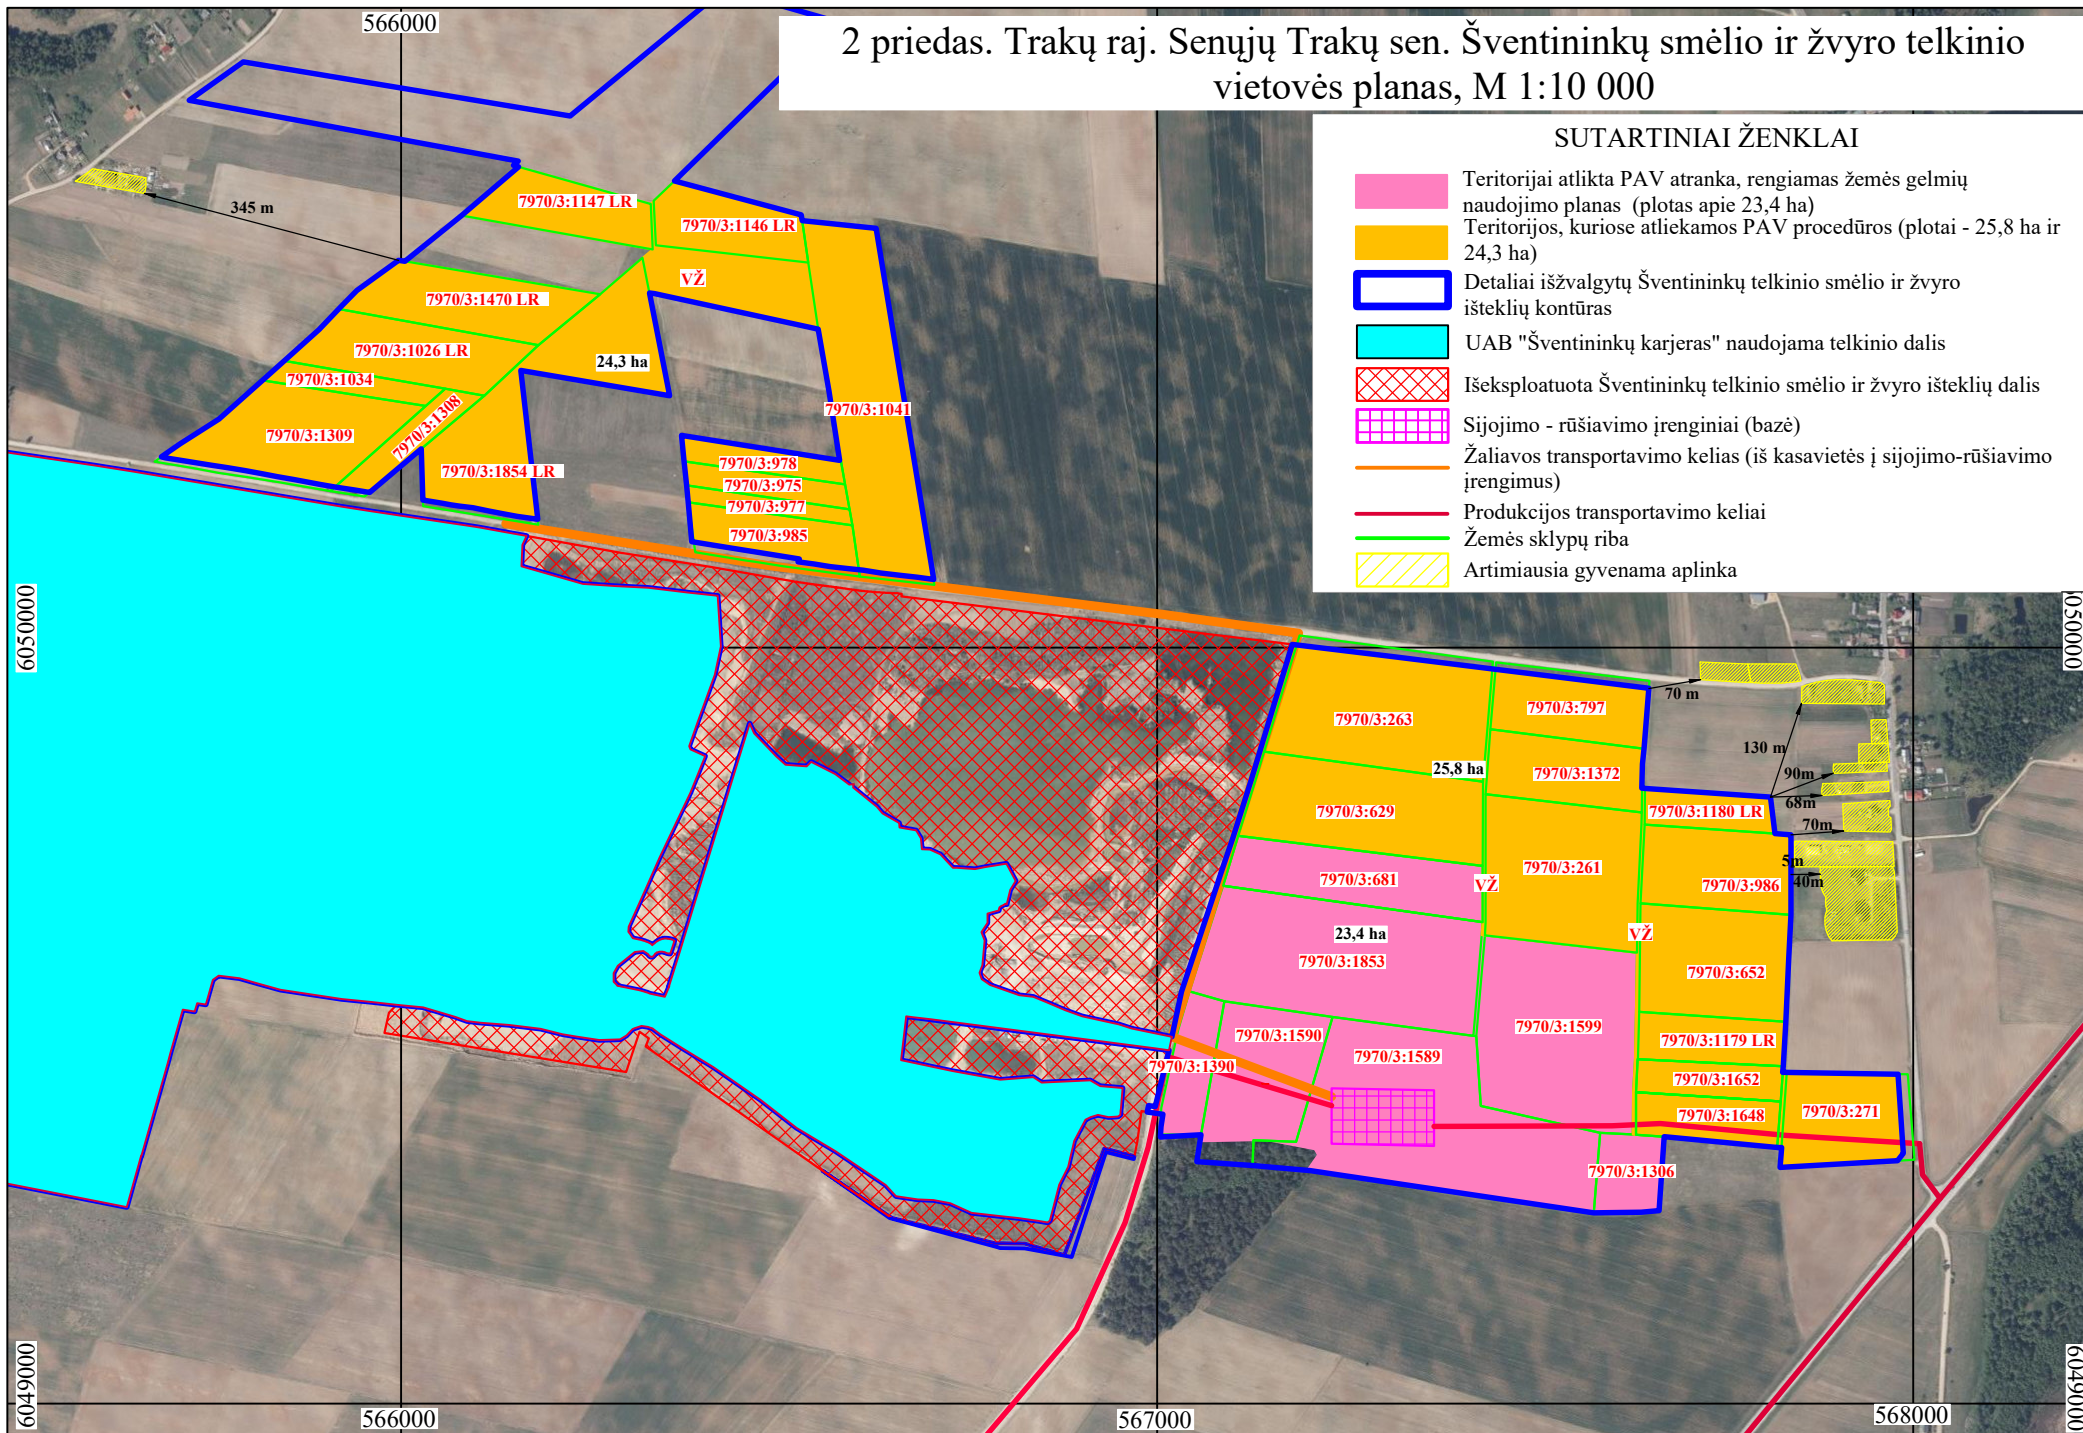 566000
2 priedas. Trakų raj. Senųjų Trakų sen. Šventininkų smėlio ir žvyro telkinio
vietovės planas, M 1:10 000
SUTARTINIAI ŽENKLAI
Teritorijai atlikta PAV atranka, rengiamas žemės gelmių
naudojimo planas (plotas apie 23,4 ha)
Teritorijos, kuriose atliekamos PAV procedūros (plotai - 25,8 ha ir
24,3 ha)
Detaliai išžvalgytų Šventininkų telkinio smėlio ir žvyro
išteklių kontūras
UAB "Šventininkų karjeras" naudojama telkinio dalis
Išeksploatuota Šventininkų telkinio smėlio ir žvyro išteklių dalis
Sijojimo - rūšiavimo įrenginiai (bazė)
Žaliavos transportavimo kelias (iš kasavietės į sijojimo-rūšiavimo
įrengimus)
Produkcijos transportavimo keliai
Žemės sklypų riba
Artimiausia gyvenama aplinka
345 m
7970/3:1147 LR
7970/3:1146 LR
VŽ
7970/3:1470 LR
7970/3:1026 LR
24,3 ha
7970/3:1034
7970/3:1308
7970/3:1041
7970/3:1309
7970/3:1854 LR
7970/3:978
7970/3:975
7970/3:977
7970/3:985
6050000
50000
70 m
7970/3:263
7970/3:797
130 m
25,8 ha
7970/3:1372
90m
68m
7970/3:629
7970/3:1180 LR
70m
5m
7970/3:261
7970/3:681
VŽ
7970/3:986
40m
23,4 ha
VŽ
7970/3:1853
7970/3:652
7970/3:1590
7970/3:1599
7970/3:1179 LR
7970/3:1589
7970/3:1390
7970/3:1652
7970/3:1648
7970/3:271
7970/3:1306
6049000
6049000
566000
567000
568000